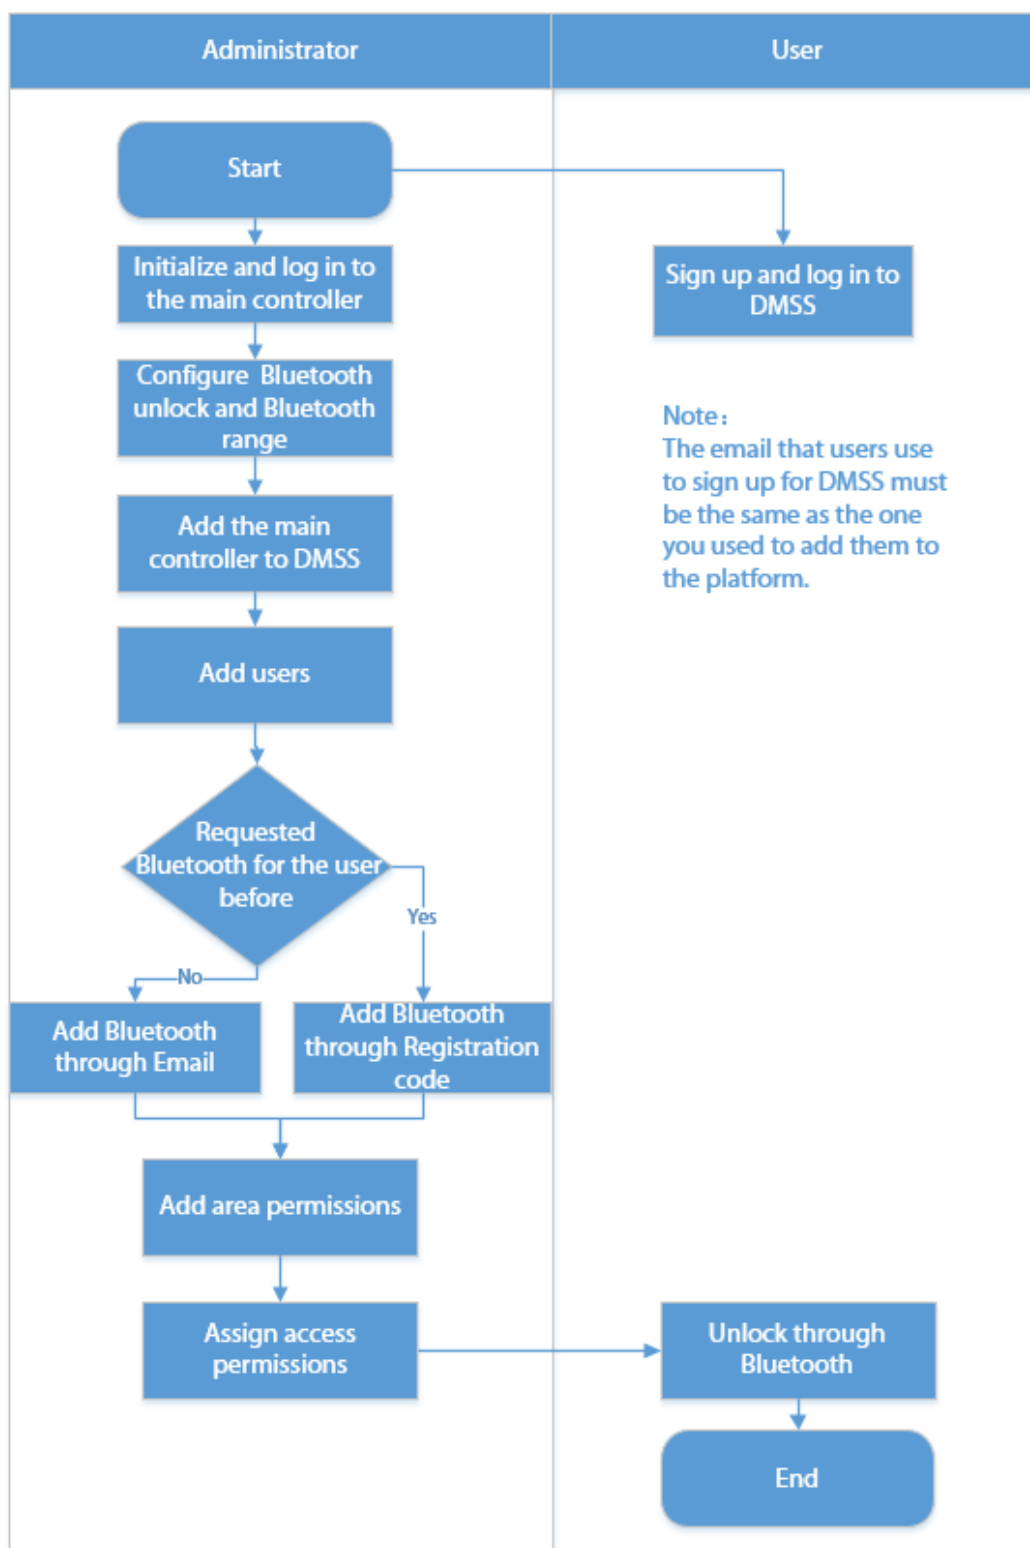 Administrator
User
Start
Initialize and log in to
the main controller
Sign up and log in to
DMSS
Configure Bluetooth
unlock and Bluetooth
range
Note：
The email that users use
to sign up for DMSS must
be the same as the one
you used to add them to
the platform.
Add the main
controller to DMSS
Add users
Requested
Bluetooth for the user
before
Yes
No
Add Bluetooth
through Email
Add Bluetooth
through Registration
code
Add area permissions
Assign access
permissions
Unlock through
Bluetooth
End